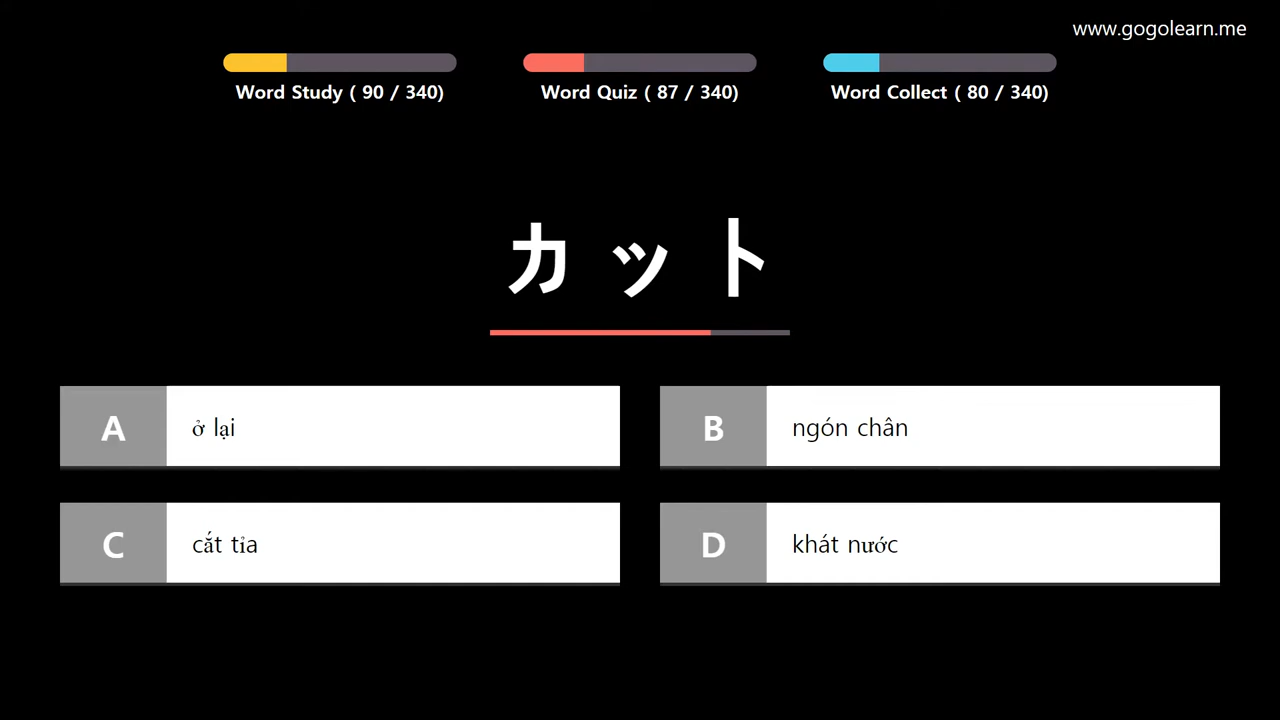 www.gogolearn.me
Word Study ( 90 / 340)
Word Quiz ( 87 / 340)
Word Collect ( 80 / 340)
カット
A ở lại
B ngón chân
C cắt tỉa
D khát nước